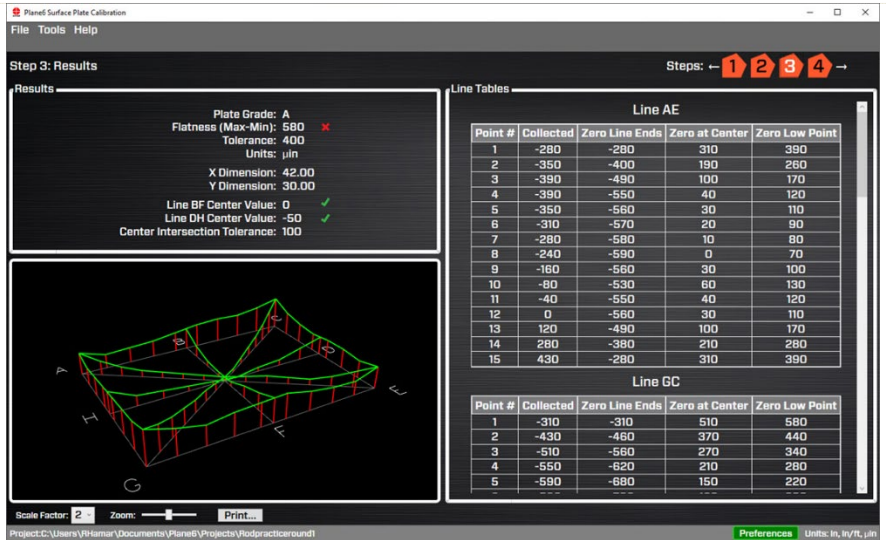 Plane6 Surface Plate Calibration
File Tools Help
Step 3: Results
Steps: ← 1 2 3 4 →
Results
Plate Grade: A
Flatness (Max-Min): 580
Tolerance: 400
Units: µin
X Dimension: 42.00
Y Dimension: 30.00
Line BF Center Value: 0
Line DH Center Value: -50
Center Intersection Tolerance: 100
A
B
C
D
E
F
G
H
Scale Factor: 2
Zoom:
Print...
Line Tables
Line AE
Point # Collected Zero Line Ends Zero at Center Zero Low Point
1 -280 -280 310 390
2 -350 -400 190 260
3 -390 -490 100 170
4 -390 -550 40 120
5 -350 -560 30 110
6 -310 -570 20 90
7 -280 -580 10 80
8 -240 -590 0 70
9 -160 -560 30 100
10 -80 -530 60 130
11 -40 -550 40 120
12 0 -560 30 110
13 120 -490 100 170
14 280 -380 210 280
15 430 -280 310 390
Line GC
Point # Collected Zero Line Ends Zero at Center Zero Low Point
1 -310 -310 510 580
2 -430 -460 370 440
3 -510 -560 270 340
4 -550 -620 210 280
5 -590 -680 150 220
Project:C:\Users\RHamar\Documents\Plane6\Projects\Rodpracticeround1
Preferences
Units: In, In/ft, µin